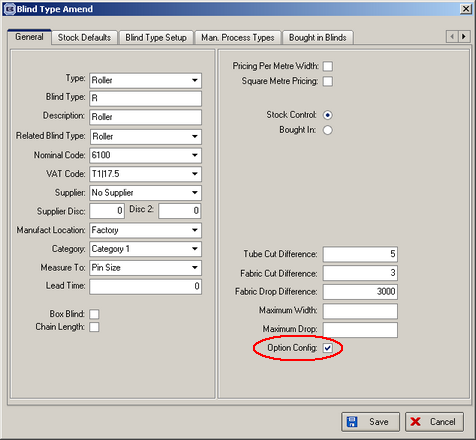 Blind Type Amend
General Stock Defaults Blind Type Setup Man. Process Types Bought in Blinds
Type: Roller
Blind Type: R
Description: Roller
Related Blind Type: Roller
Nominal Code: 6100
VAT Code: T1|17.5
Supplier: No Supplier
Supplier Disc: 0 Disc 2: 0
Manufact Location: Factory
Category: Category 1
Measure To: Pin Size
Lead Time: 0
Box Blind:
Chain Length:
Pricing Per Metre Width:
Square Metre Pricing:
Stock Control:
Bought In:
Tube Cut Difference: 5
Fabric Cut Difference: 3
Fabric Drop Difference: 3000
Maximum Width:
Maximum Drop:
Option Config:
Save Cancel